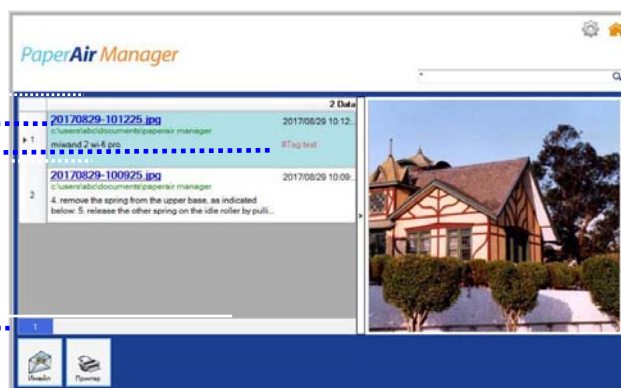 PaperAir Manager
*
2 Data
1
20170829-101225.jpg
2017/08/29 10:12:
c:\users\abc\documents\paperair manager
miwand 2 wi-fi pro
#Tag test
2
20170829-100925.jpg
2017/08/29 10:09:
c:\users\abc\documents\paperair manager
4. remove the spring from the upper base, as indicated
below: 5. release the other spring on the idle roller by pulli...
1
Имейл
Принтер